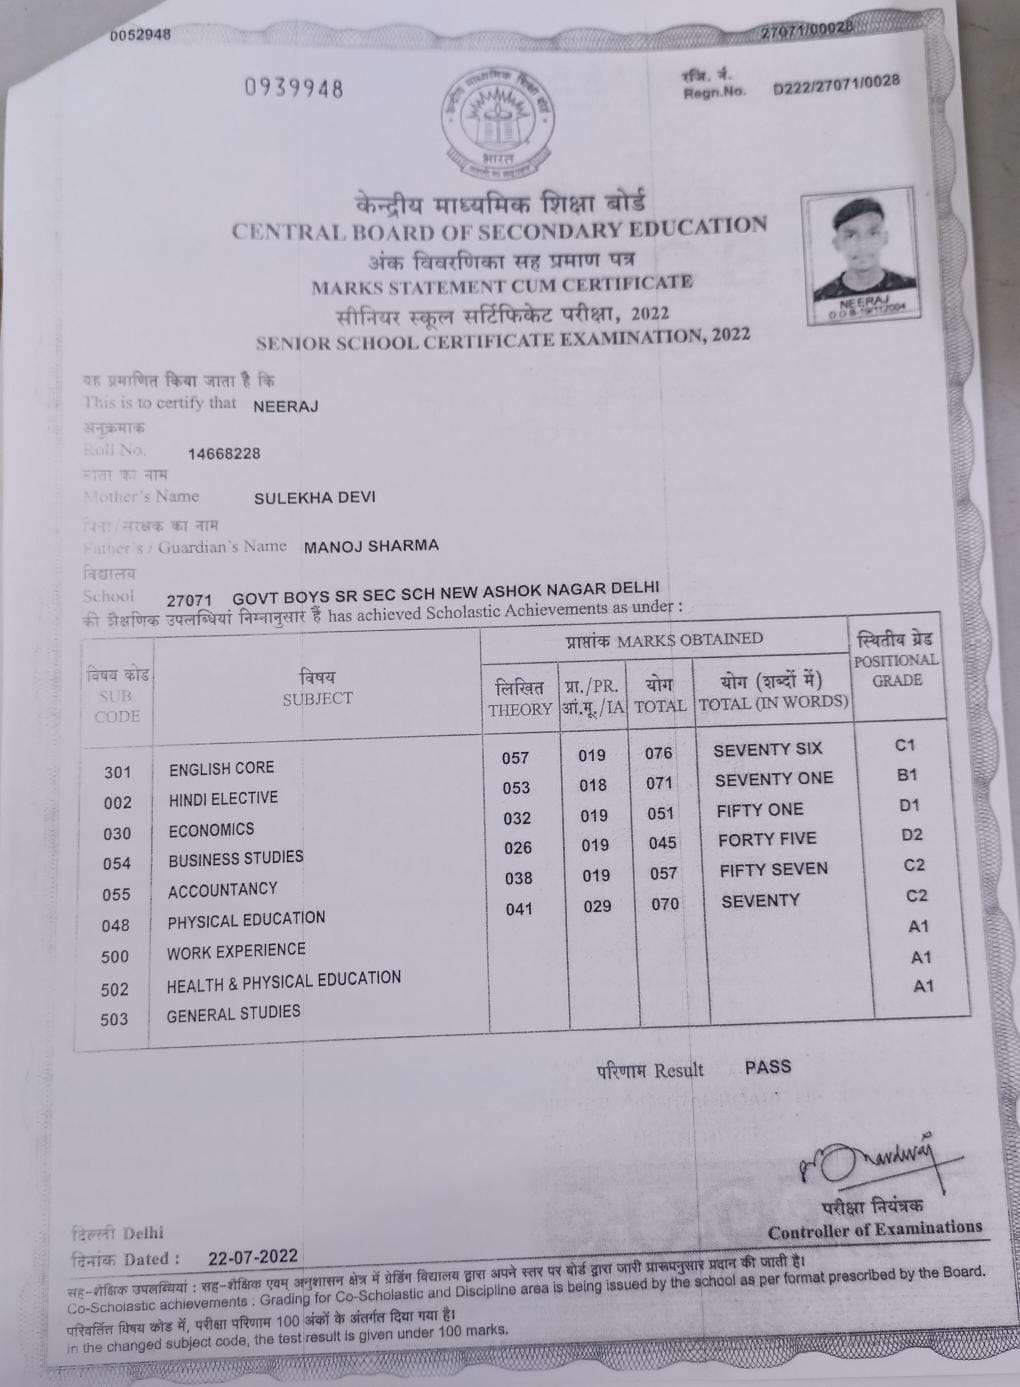 0052948
27071/00028
0939948
रजि. नं.
Regn.No. D222/27071/0028
केन्द्रीय माध्यमिक शिक्षा बोर्ड
भारत
केन्द्रीय माध्यमिक शिक्षा बोर्ड
CENTRAL BOARD OF SECONDARY EDUCATION
अंक विवरणिका सह प्रमाण पत्र
MARKS STATEMENT CUM CERTIFICATE
सीनियर स्कूल सर्टिफिकेट परीक्षा, 2022
SENIOR SCHOOL CERTIFICATE EXAMINATION, 2022
NEERAJ
यह प्रमाणित किया जाता है कि
This is to certify that NEERAJ
अनुक्रमांक
Roll No. 14668228
माता का नाम
Mother's Name SULEKHA DEVI
पिता/संरक्षक का नाम
Father's / Guardian's Name MANOJ SHARMA
विद्यालय
School 27071 GOVT BOYS SR SEC SCH NEW ASHOK NAGAR DELHI
की शैक्षणिक उपलब्धियां निम्नानुसार हैं has achieved Scholastic Achievements as under :
विषय कोड SUB. CODE विषय SUBJECT प्राप्तांक MARKS OBTAINED स्थितीय ग्रेड POSITIONAL GRADE
लिखित THEORY प्रा./PR. आं.मू./IA योग TOTAL योग (शब्दों में) TOTAL (IN WORDS)
301 ENGLISH CORE 057 019 076 SEVENTY SIX C1
002 HINDI ELECTIVE 053 018 071 SEVENTY ONE B1
030 ECONOMICS 032 019 051 FIFTY ONE D1
054 BUSINESS STUDIES 026 019 045 FORTY FIVE D2
055 ACCOUNTANCY 038 019 057 FIFTY SEVEN C2
048 PHYSICAL EDUCATION 041 029 070 SEVENTY C2
500 WORK EXPERIENCE A1
502 HEALTH & PHYSICAL EDUCATION A1
503 GENERAL STUDIES A1
परिणाम Result PASS
परीक्षा नियंत्रक
Controller of Examinations
दिल्ली Delhi
दिनांक Dated : 22-07-2022
सह-शैक्षिक उपलब्धियां : सह-शैक्षिक एवम् अनुशासन क्षेत्र में ग्रेडिंग विद्यालय द्वारा अपने स्तर पर बोर्ड द्वारा जारी प्रारूपनुसार प्रदान की जाती है।
Co-Scholastic achievements : Grading for Co-Scholastic and Discipline area is being issued by the school as per format prescribed by the Board.
परिवर्तित विषय कोड में, परीक्षा परिणाम 100 अंकों के अंतर्गत दिया गया है।
in the changed subject code, the test result is given under 100 marks.